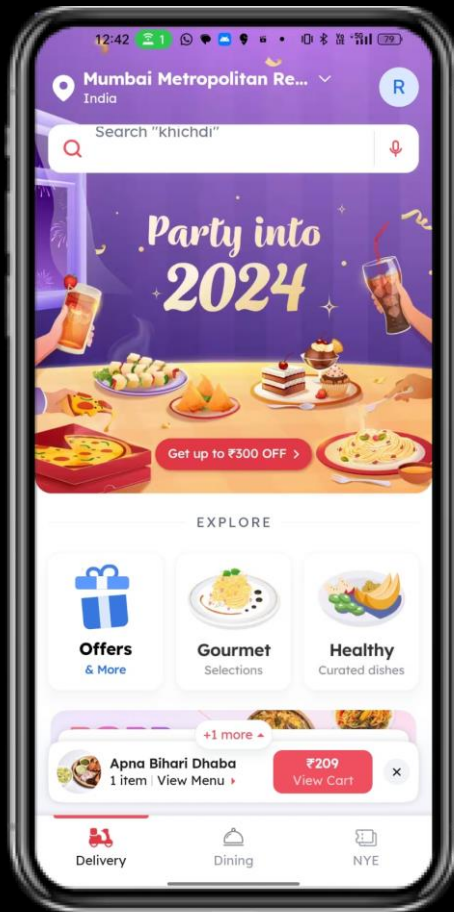 12:42 1 79
Mumbai Metropolitan Re...
India
R
Search "khichdi"
Party into
2024
Get up to ₹300 OFF >
EXPLORE
Offers
& More
Gourmet
Selections
Healthy
Curated dishes
+1 more
Apna Bihari Dhaba
1 item | View Menu
₹209
View Cart
Delivery
Dining
NYE